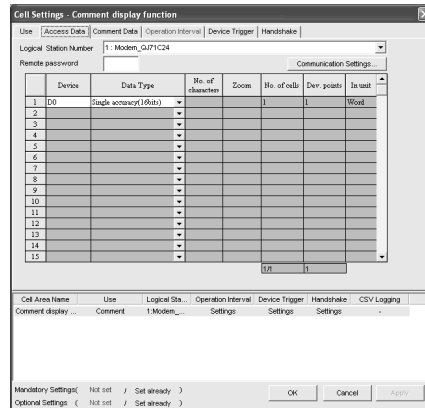 Cell Settings - Comment display function
Use Access Data Comment Data Operation Interval Device Trigger Handshake
Logical Station Number 1 : Modem_QJ71C24
Remote password
Communication Settings...
Device Data Type No. of characters Zoom No. of cells Dev. points In unit
1 D0 Single accuracy(16bits) 1 1 Word
2
3
4
5
6
7
8
9
10
11
12
13
14
15
1/1 1
Cell Area Name Use Logical Sta... Operation Interval Device Trigger Handshake CSV Logging
Comment display ... Comment 1:Modem_... Settings Settings Settings -
Mandatory Settings( Not set / Set already )
Optional Settings ( Not set / Set already )
OK Cancel Apply